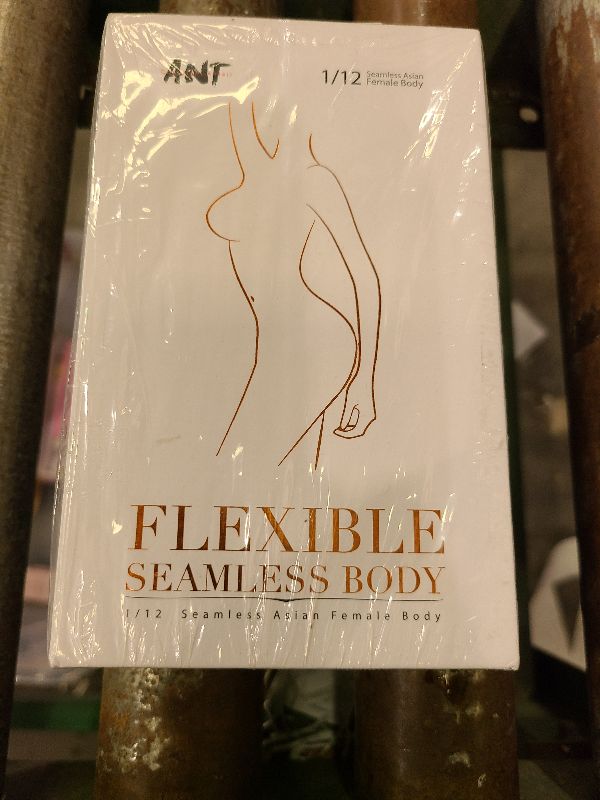 ANT
1/12 Seamless Asian
Female Body
FLEXIBLE
SEAMLESS BODY
1/12 Seamless Asian Female Body